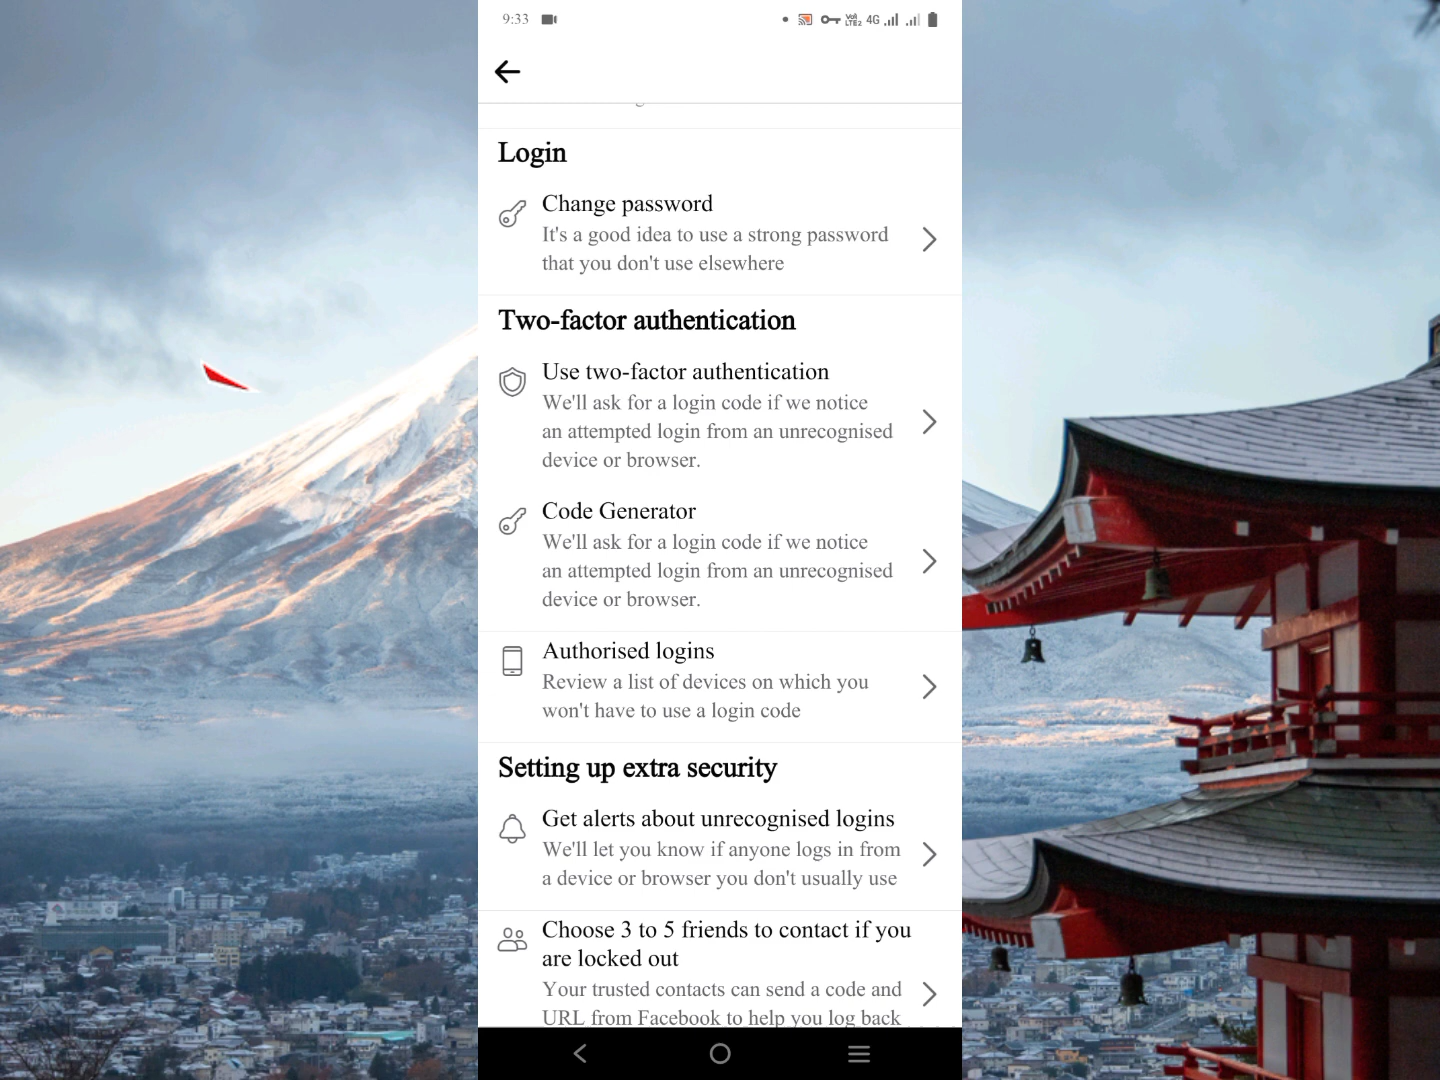 9:33
4G
Login
Change password
It's a good idea to use a strong password
that you don't use elsewhere
Two-factor authentication
Use two-factor authentication
We'll ask for a login code if we notice
an attempted login from an unrecognised
device or browser.
Code Generator
We'll ask for a login code if we notice
an attempted login from an unrecognised
device or browser.
Authorised logins
Review a list of devices on which you
won't have to use a login code
Setting up extra security
Get alerts about unrecognised logins
We'll let you know if anyone logs in from
a device or browser you don't usually use
Choose 3 to 5 friends to contact if you
are locked out
Your trusted contacts can send a code and
URL from Facebook to help you log back